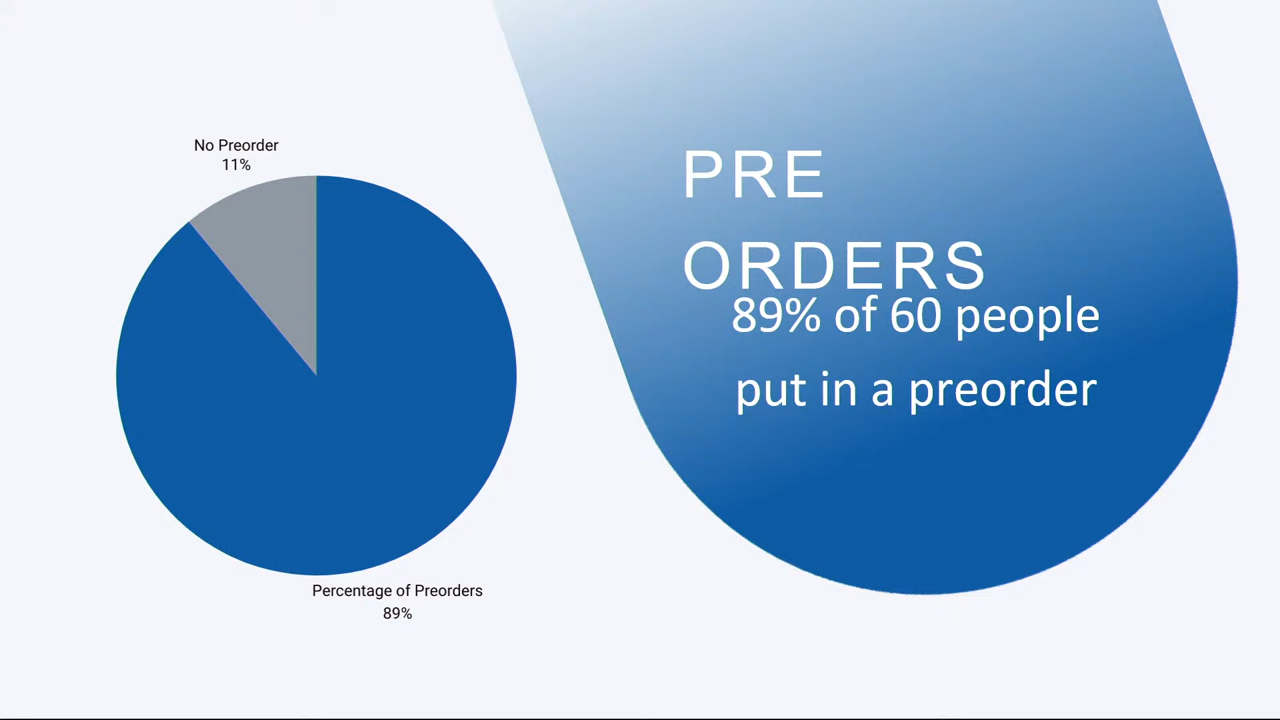 No Preorder
11%
Percentage of Preorders
89%
PRE
ORDERS
89% of 60 people
put in a preorder